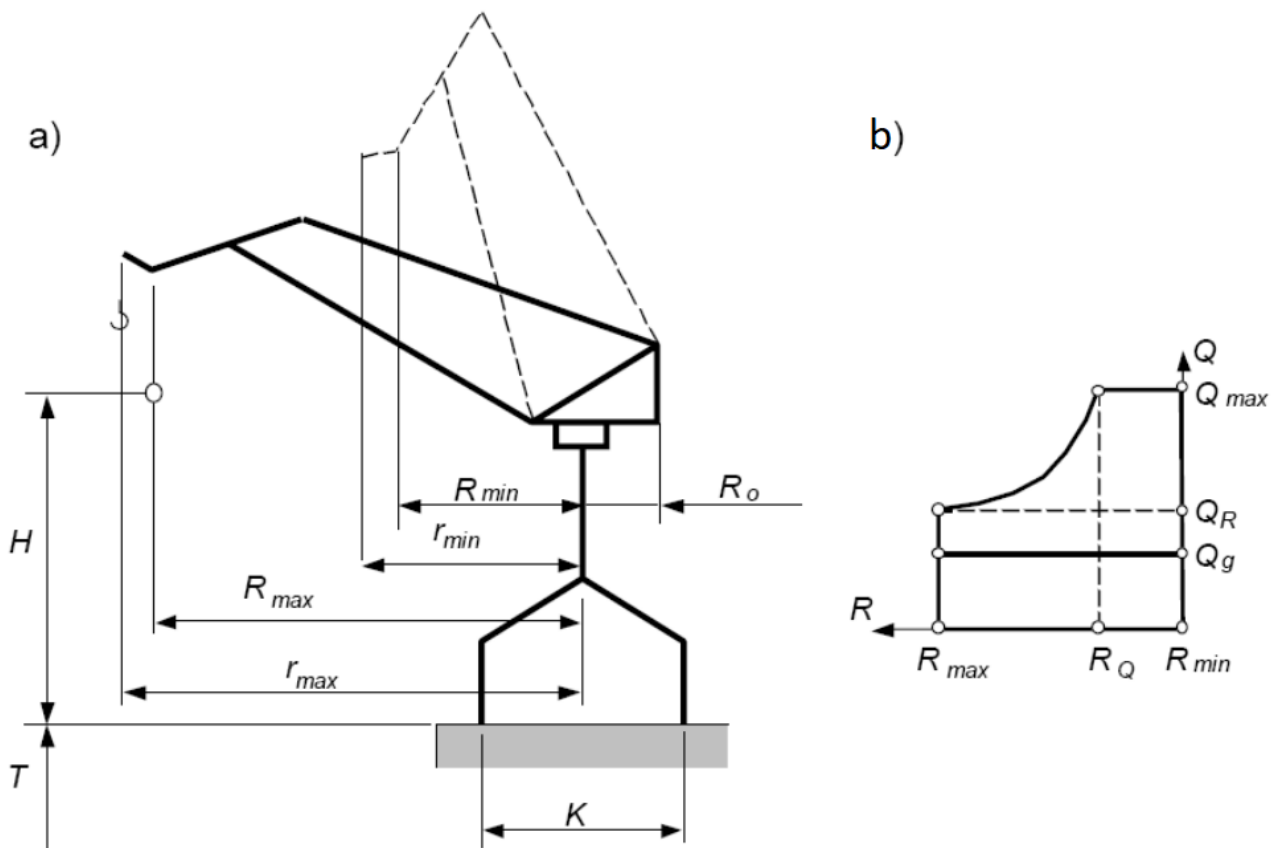 a)
b)
Q
Q max
R min
R o
Q R
H
r min
Q g
R max
R
r max
R max
R Q
R min
T
K